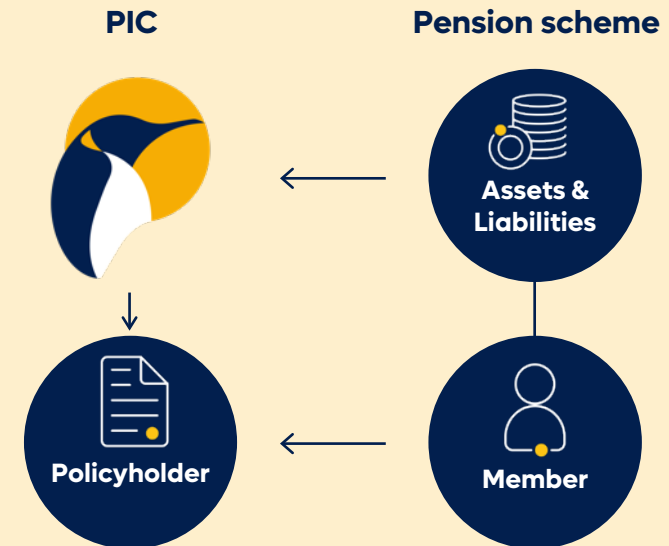 PIC
Pension scheme
Assets &
Liabilities
Policyholder
Member